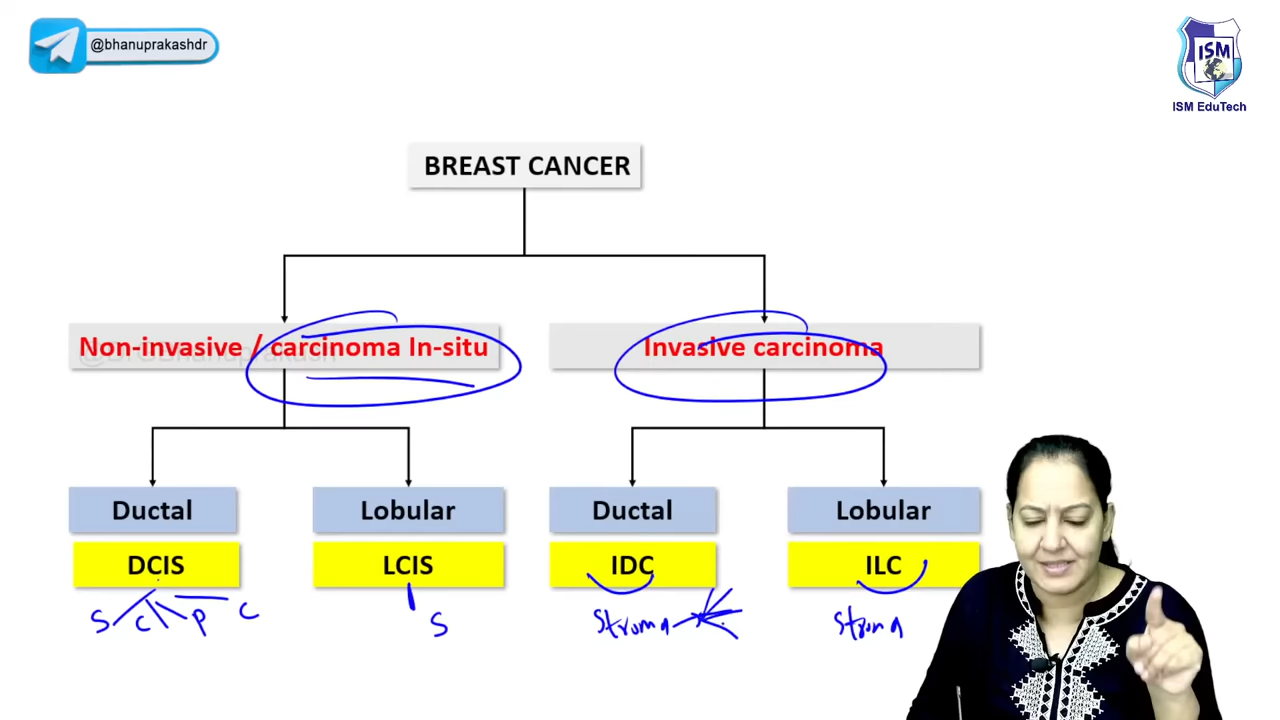 @bhanuprakashdr
ISM
ISM EduTech
BREAST CANCER
Non-invasive / carcinoma In-situ
Invasive carcinoma
Ductal
Lobular
Ductal
Lobular
DCIS
LCIS
IDC
ILC
S C P C
S
Stroma
Stroma